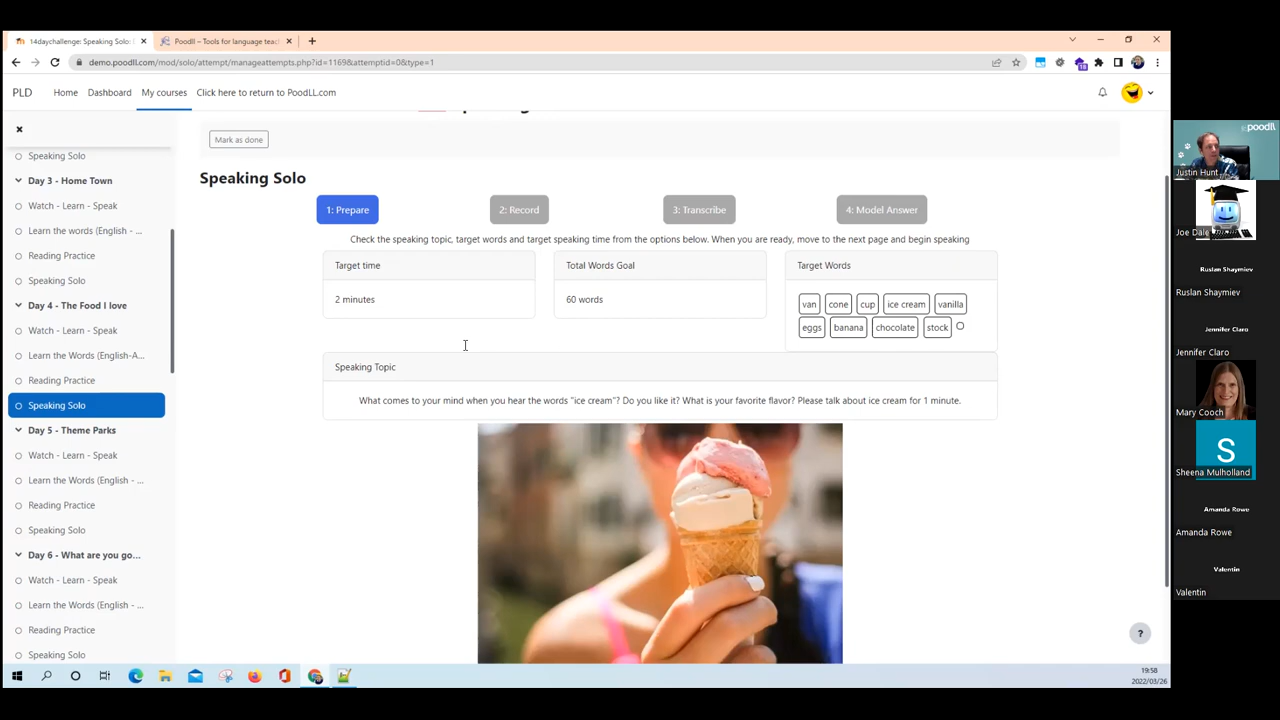 14daychallenge: Speaking Solo:
Poodll – Tools for language teac
demo.poodll.com/mod/solo/attempt/manageattempts.php?id=1169&attemptid=0&type=1
18
PLD
Home
Dashboard
My courses
Click here to return to PoodLL.com
Mark as done
Speaking Solo
Day 3 - Home Town
Watch - Learn - Speak
Learn the words (English - ...
Reading Practice
Speaking Solo
Day 4 - The Food I love
Watch - Learn - Speak
Learn the Words (English-A...
Reading Practice
Speaking Solo
Day 5 - Theme Parks
Watch - Learn - Speak
Learn the Words (English - ...
Reading Practice
Speaking Solo
Day 6 - What are you go...
Watch - Learn - Speak
Learn the Words (English - ...
Reading Practice
Speaking Solo
Speaking Solo
1: Prepare
2: Record
3: Transcribe
4: Model Answer
Check the speaking topic, target words and target speaking time from the options below. When you are ready, move to the next page and begin speaking
Target time
2 minutes
Total Words Goal
60 words
Target Words
van cone cup ice cream vanilla
eggs banana chocolate stock
Speaking Topic
What comes to your mind when you hear the words "ice cream"? Do you like it? What is your favorite flavor? Please talk about ice cream for 1 minute.
?
19:58
2022/03/26
poodll
Justin Hunt
Joe Dale
Ruslan Shaymiev
Ruslan Shaymiev
Jennifer Claro
Jennifer Claro
Mary Cooch
S
Sheena Mulholland
Amanda Rowe
Amanda Rowe
Valentin
Valentin